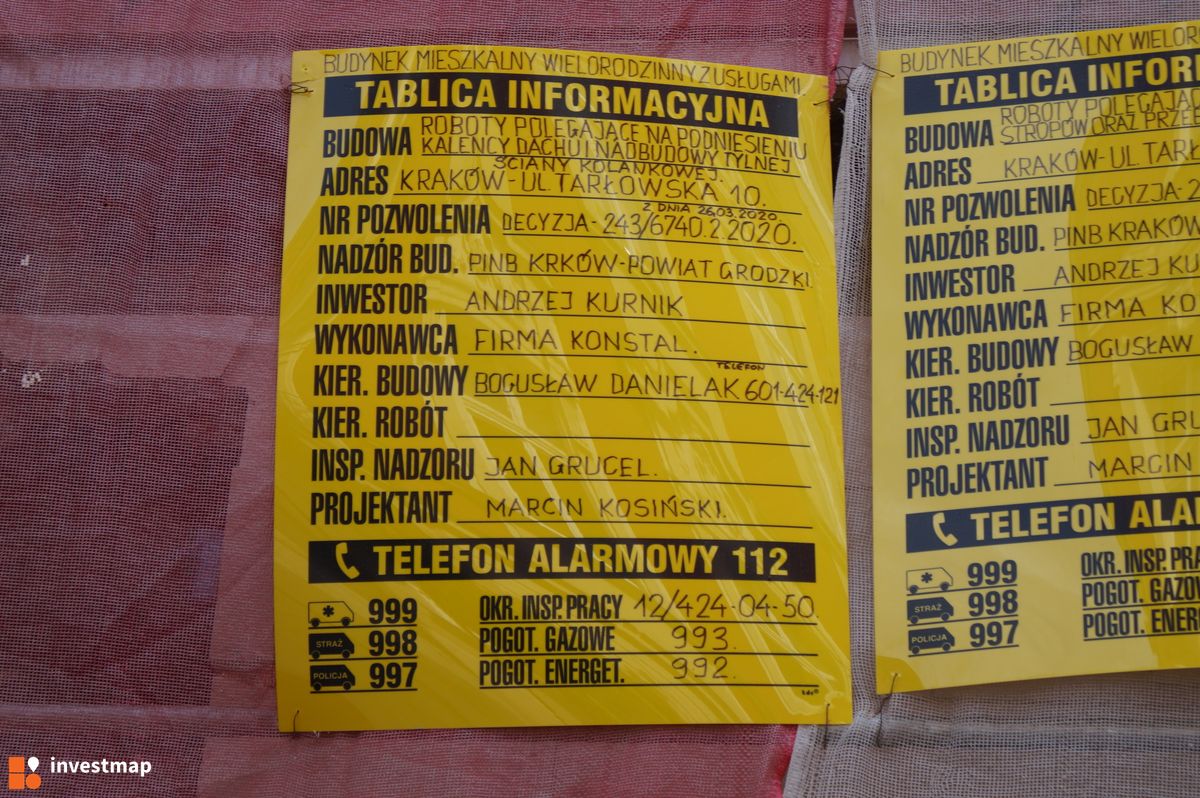 BUDYNEK MIESZKALNY WIELORODZINNY Z USŁUGAMI.
TABLICA INFORMACYJNA
BUDOWA ROBOTY POLEGAJĄCE NA PODNIESIENIU
KALENCY DACHU I NADBUDOWY TYLNEJ
ŚCIANY KOLANKOWEJ.
ADRES KRAKÓW-UL. TARŁOWSKA 10.
Z DNIA 26.03.2020.
NR POZWOLENIA DECYZJA-243/6740.2.2020.
NADZÓR BUD. PINB KRKÓW-POWIAT GRODZKI.
INWESTOR ANDRZEJ KURNIK
WYKONAWCA FIRMA KONSTAL.
TELEFON
KIER. BUDOWY BOGUSŁAW DANIELAK 601-424-121
KIER. ROBÓT
INSP. NADZORU JAN GRUCEL.
PROJEKTANT MARCIN KOSIŃSKI.
TELEFON ALARMOWY 112
999 OKR. INSP. PRACY 12/424-04-50.
STRAŻ 998 POGOT. GAZOWE 993.
POLICJA 997 POGOT. ENERGET. 992.
BUDYNEK MIESZKALNY WIELORO
TABLICA INFOR
BUDOWA ROBOTY POLEGAJĄ
STROPÓW ORAZ PRZE
ADRES KRAKÓW-UL. TARŁ
NR POZWOLENIA DECYZJA-2
NADZÓR BUD. PINB KRAKÓW
INWESTOR ANDRZEJ KU
WYKONAWCA FIRMA KO
KIER. BUDOWY BOGUSŁAW
KIER. ROBÓT
INSP. NADZORU JAN GRU
PROJEKTANT MARCIN
TELEFON ALA
999 OKR. INSP. PRA
STRAŻ 998 POGOT. GAZO
POLICJA 997 POGOT. ENER
investmap